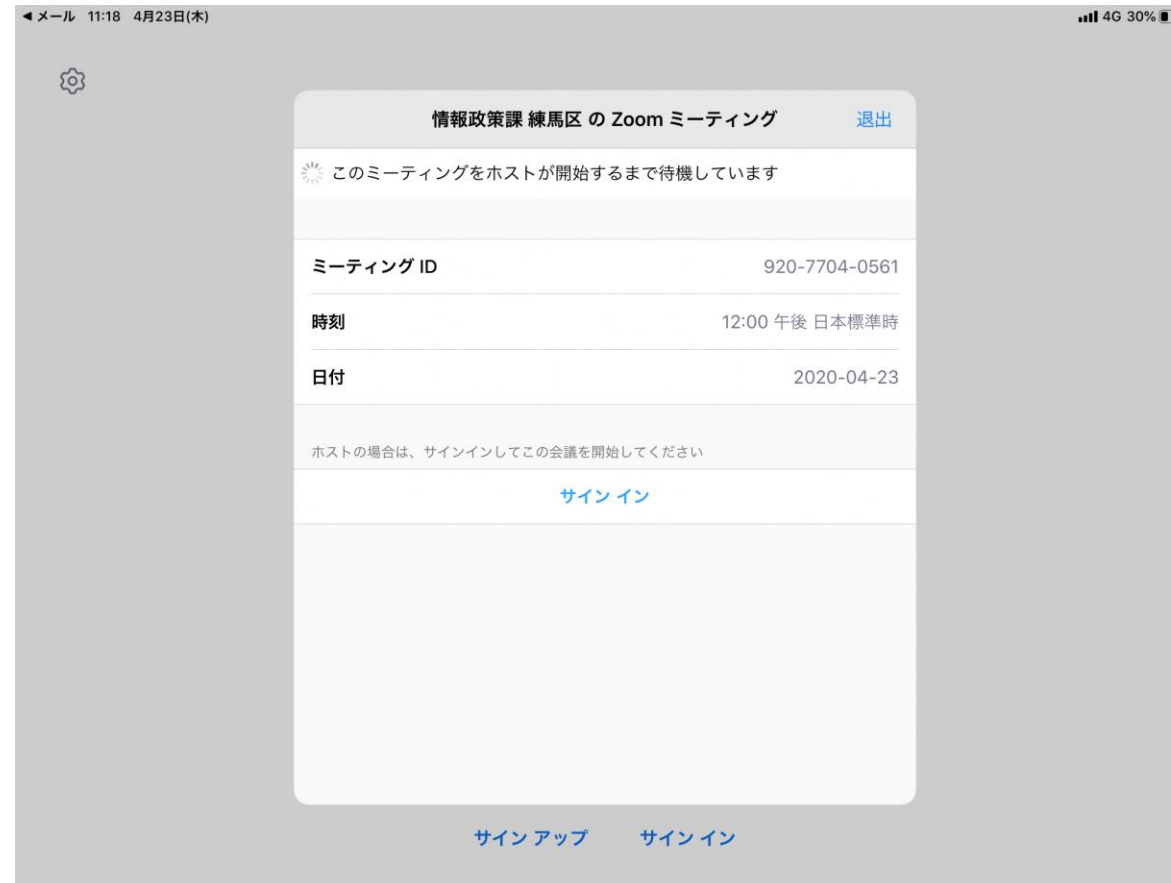 ◀メール 11:18 4月23日(木)
4G 30%
情報政策課 練馬区 の Zoom ミーティング 退出
このミーティングをホストが開始するまで待機しています
ミーティング ID 920-7704-0561
時刻 12:00 午後 日本標準時
日付 2020-04-23
ホストの場合は、サインインしてこの会議を開始してください
サイン イン
サイン アップ サイン イン